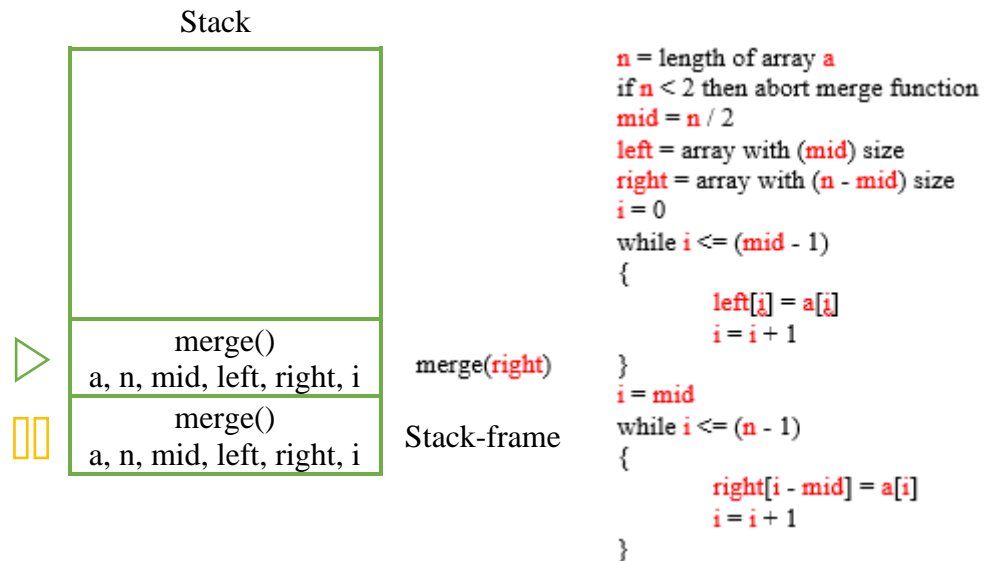 Stack
merge()
a, n, mid, left, right, i
merge(right)
merge()
a, n, mid, left, right, i
Stack-frame
n = length of array a
if n < 2 then abort merge function
mid = n / 2
left = array with (mid) size
right = array with (n - mid) size
i = 0
while i <= (mid - 1)
{
left[i] = a[i]
i = i + 1
}
i = mid
while i <= (n - 1)
{
right[i - mid] = a[i]
i = i + 1
}